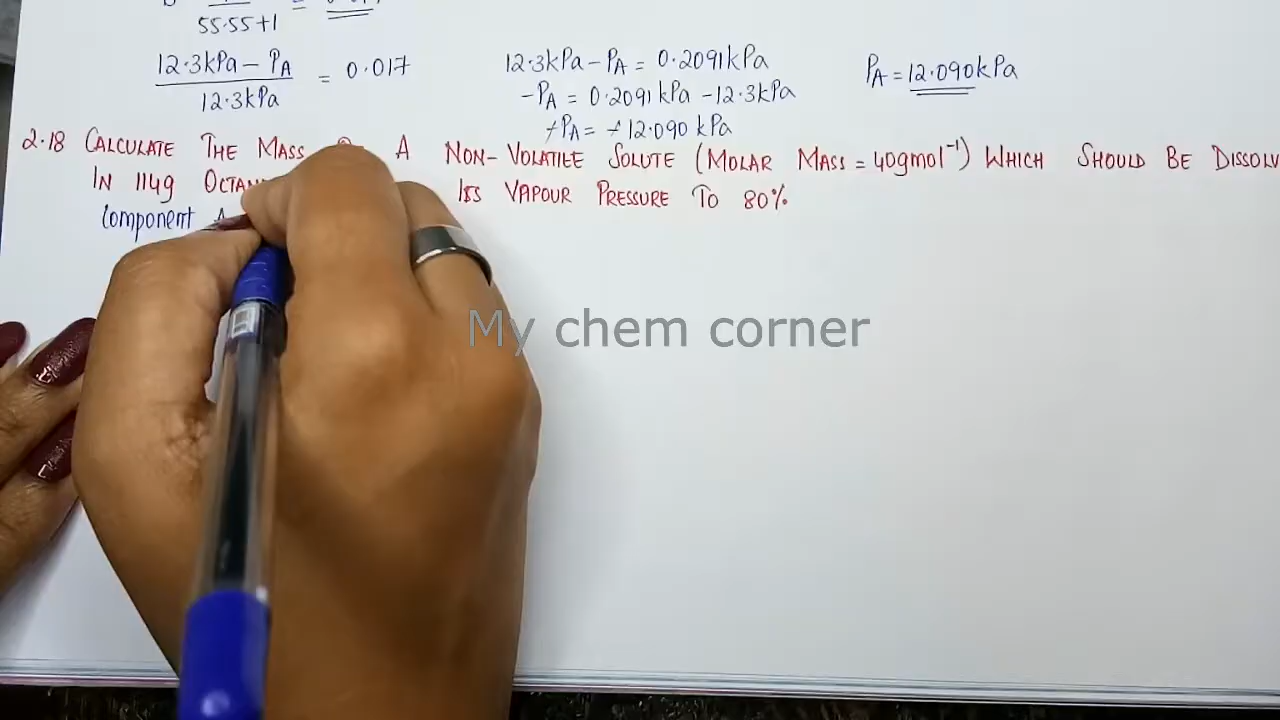 55.55+1 =
12.3kPa - PA / 12.3kPa = 0.017
12.3kPa - PA = 0.2091kPa
-PA = 0.2091kPa - 12.3kPa
-PA = -12.090 kPa
PA = 12.090kPa
2.18 CALCULATE THE MASS A NON-VOLATILE SOLUTE (MOLAR MASS = 40gmol⁻¹) WHICH SHOULD BE DISSOLV
IN 114g OCTAN ITS VAPOUR PRESSURE TO 80%.
Component A
My chem corner